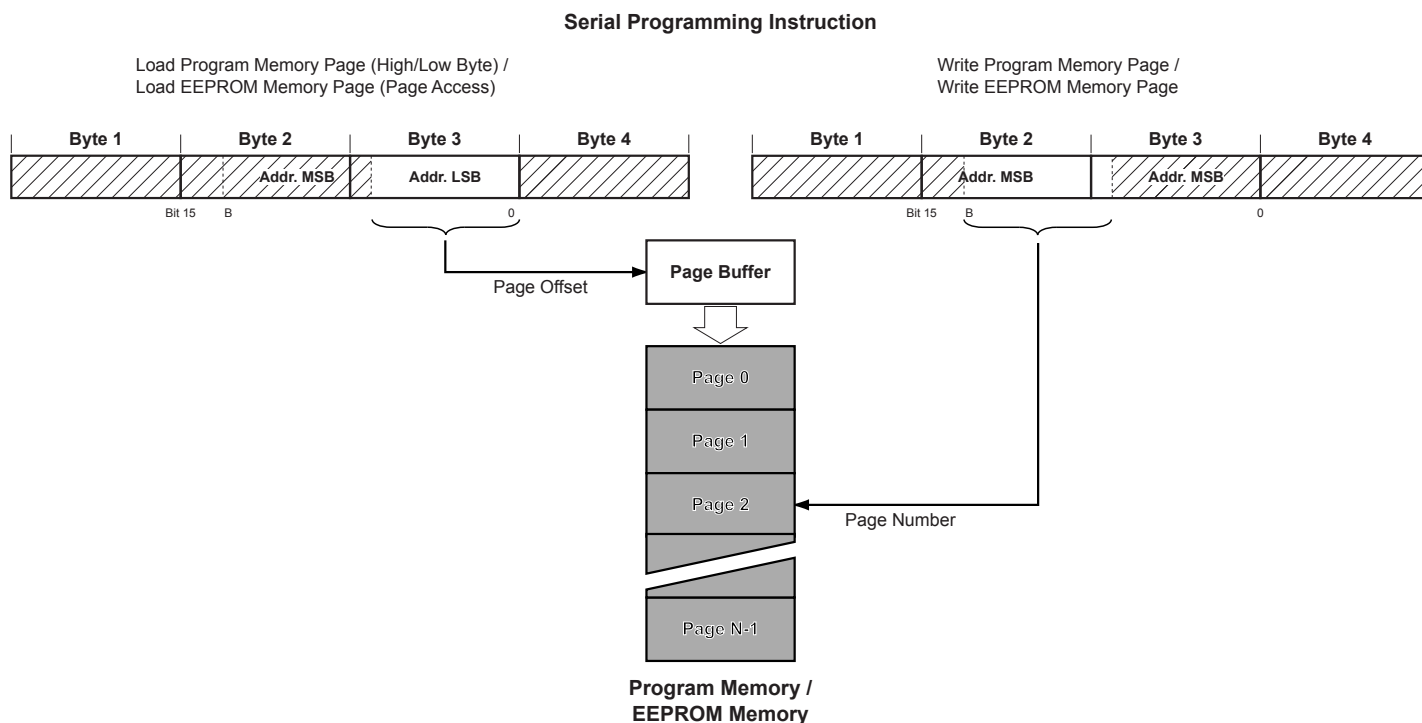 Serial Programming Instruction
Load Program Memory Page (High/Low Byte) /
Load EEPROM Memory Page (Page Access)
Write Program Memory Page /
Write EEPROM Memory Page
Byte 1 Byte 2 Byte 3 Byte 4
Byte 1 Byte 2 Byte 3 Byte 4
Addr. MSB Addr. LSB
Addr. MSB Addr. MSB
Bit 15 B 0
Bit 15 B 0
Page Buffer
Page Offset
Page 0
Page 1
Page 2
Page Number
Page N-1
Program Memory /
EEPROM Memory